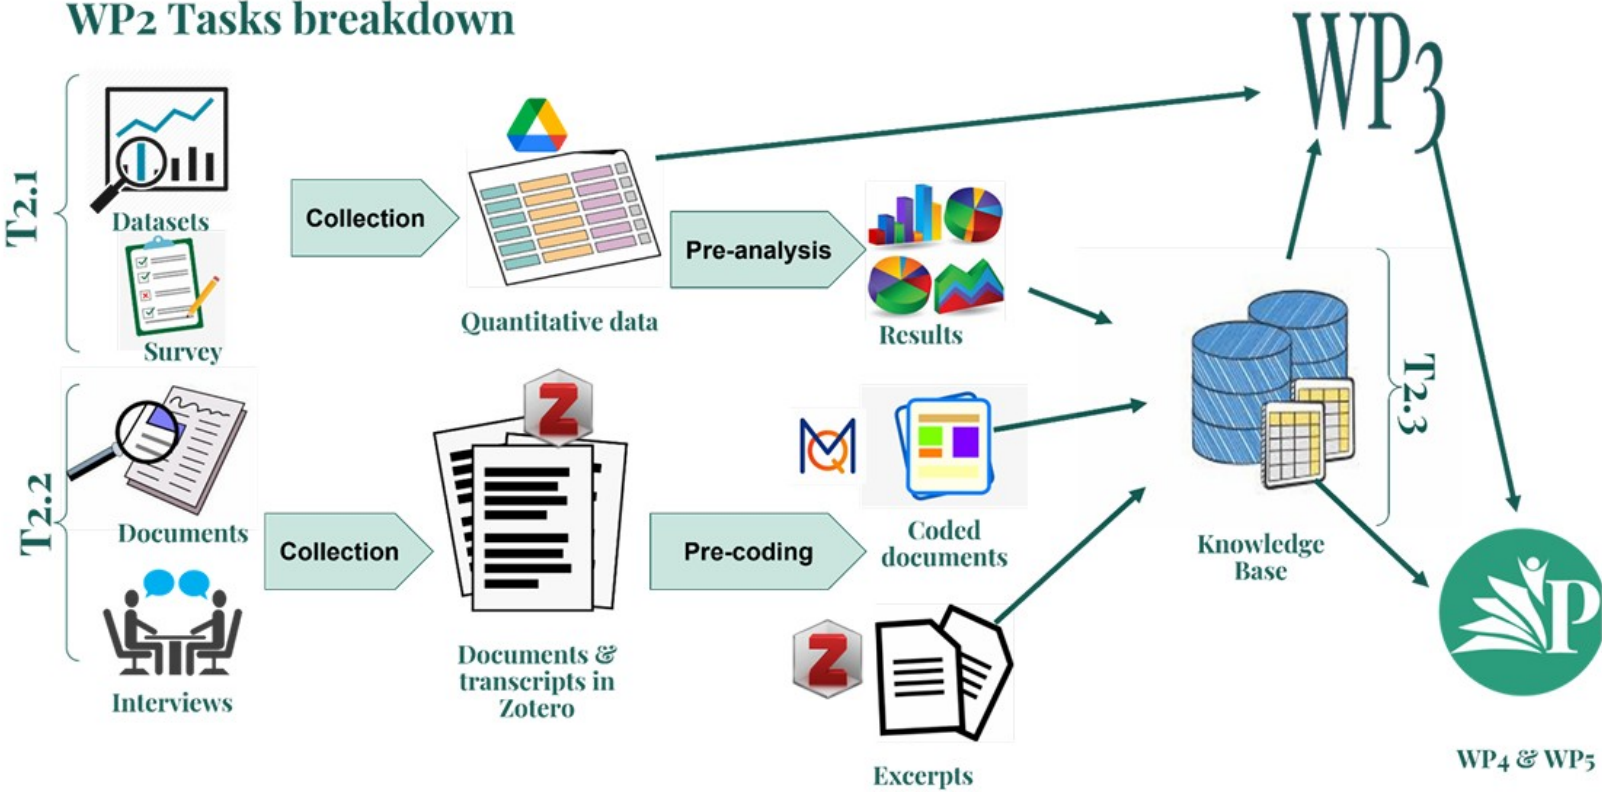 WP2 Tasks breakdown
T2.1
Datasets
Survey
Collection
Quantitative data
Pre-analysis
Results
WP3
T2.2
Documents
Interviews
Collection
Z
Documents &
transcripts in
Zotero
Pre-coding
MQ
Coded
documents
Z
Excerpts
Knowledge
Base
T2.3
P
WP4 & WP5